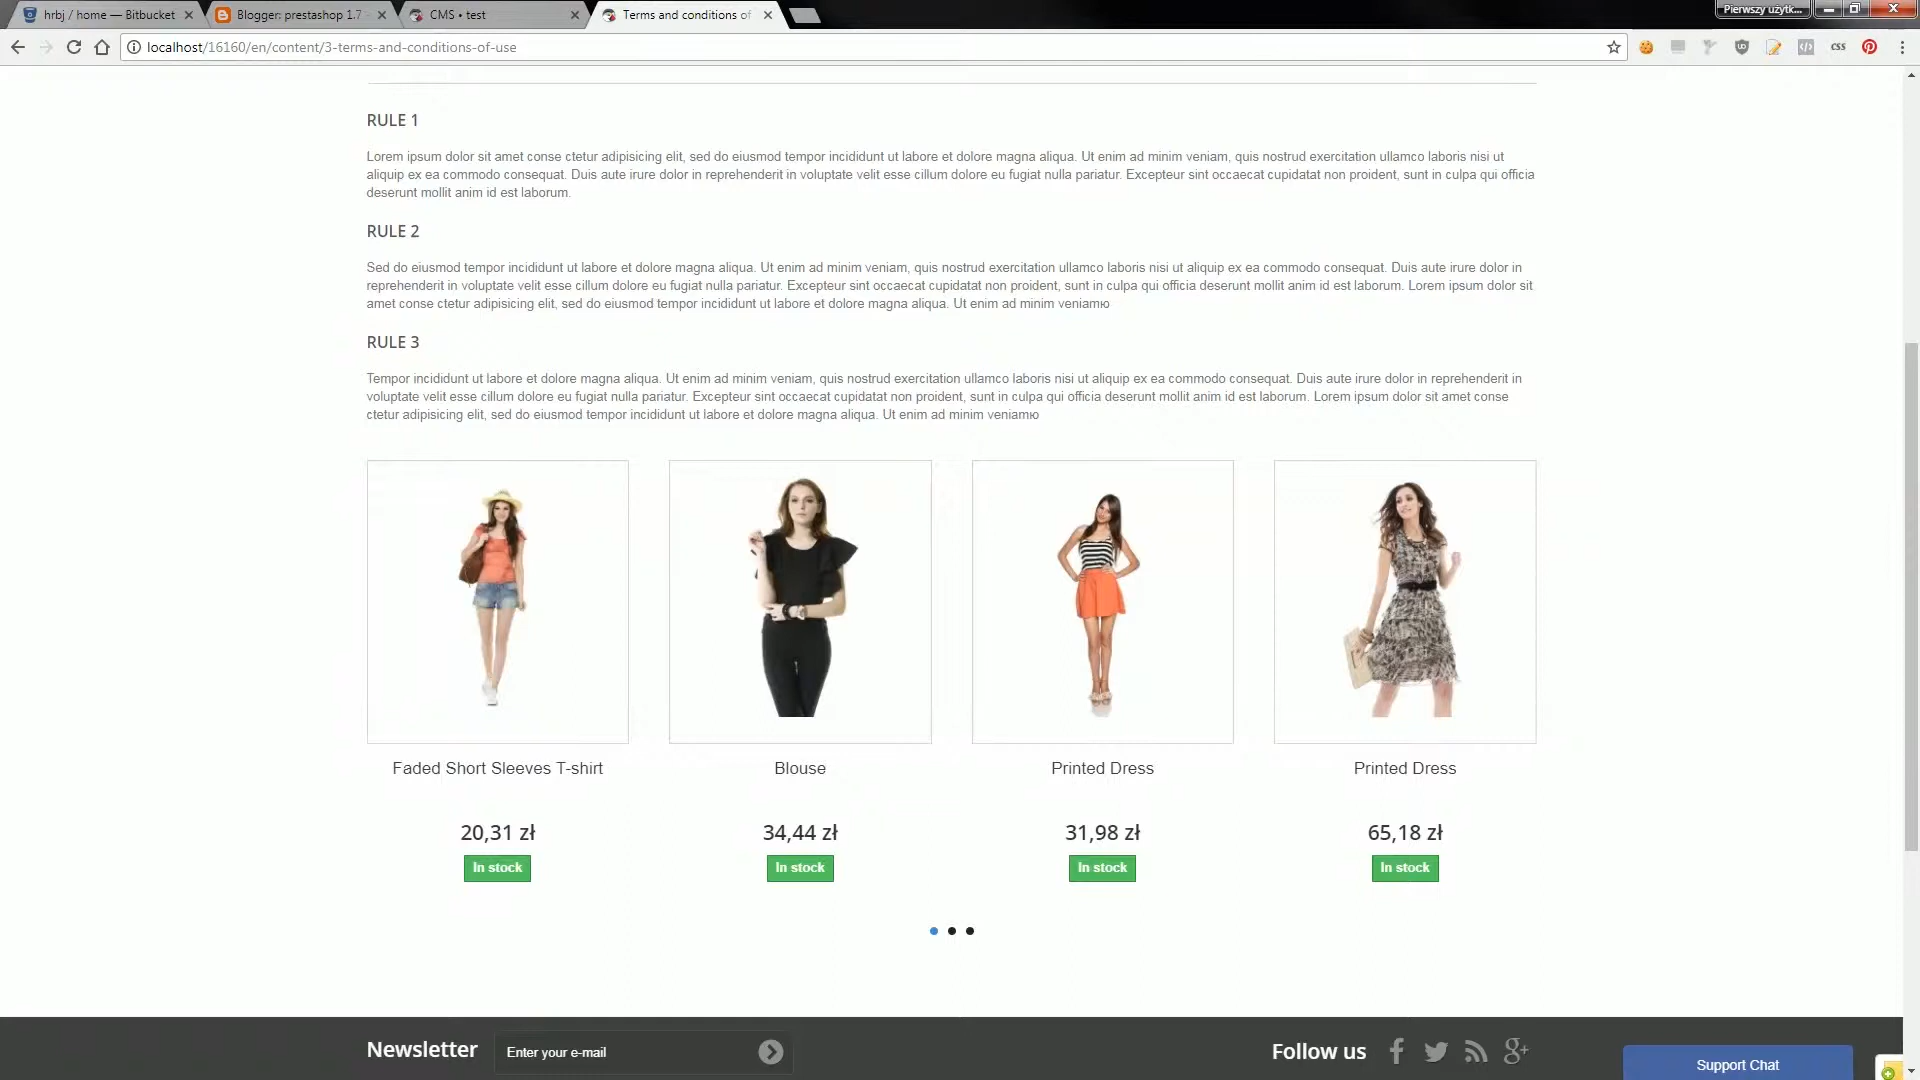 hrbj / home — Bitbucket
Blogger: prestashop 1.7 -
CMS • test
Terms and conditions of
Pierwszy użytk...
localhost/16160/en/content/3-terms-and-conditions-of-use
css
RULE 1
Lorem ipsum dolor sit amet conse ctetur adipisicing elit, sed do eiusmod tempor incididunt ut labore et dolore magna aliqua. Ut enim ad minim veniam, quis nostrud exercitation ullamco laboris nisi ut
aliquip ex ea commodo consequat. Duis aute irure dolor in reprehenderit in voluptate velit esse cillum dolore eu fugiat nulla pariatur. Excepteur sint occaecat cupidatat non proident, sunt in culpa qui officia
deserunt mollit anim id est laborum.
RULE 2
Sed do eiusmod tempor incididunt ut labore et dolore magna aliqua. Ut enim ad minim veniam, quis nostrud exercitation ullamco laboris nisi ut aliquip ex ea commodo consequat. Duis aute irure dolor in
reprehenderit in voluptate velit esse cillum dolore eu fugiat nulla pariatur. Excepteur sint occaecat cupidatat non proident, sunt in culpa qui officia deserunt mollit anim id est laborum. Lorem ipsum dolor sit
amet conse ctetur adipisicing elit, sed do eiusmod tempor incididunt ut labore et dolore magna aliqua. Ut enim ad minim veniamю
RULE 3
Tempor incididunt ut labore et dolore magna aliqua. Ut enim ad minim veniam, quis nostrud exercitation ullamco laboris nisi ut aliquip ex ea commodo consequat. Duis aute irure dolor in reprehenderit in
voluptate velit esse cillum dolore eu fugiat nulla pariatur. Excepteur sint occaecat cupidatat non proident, sunt in culpa qui officia deserunt mollit anim id est laborum. Lorem ipsum dolor sit amet conse
ctetur adipisicing elit, sed do eiusmod tempor incididunt ut labore et dolore magna aliqua. Ut enim ad minim veniamю
Faded Short Sleeves T-shirt
Blouse
Printed Dress
Printed Dress
20,31 zł
34,44 zł
31,98 zł
65,18 zł
In stock
In stock
In stock
In stock
Newsletter
Enter your e-mail
Follow us
Support Chat